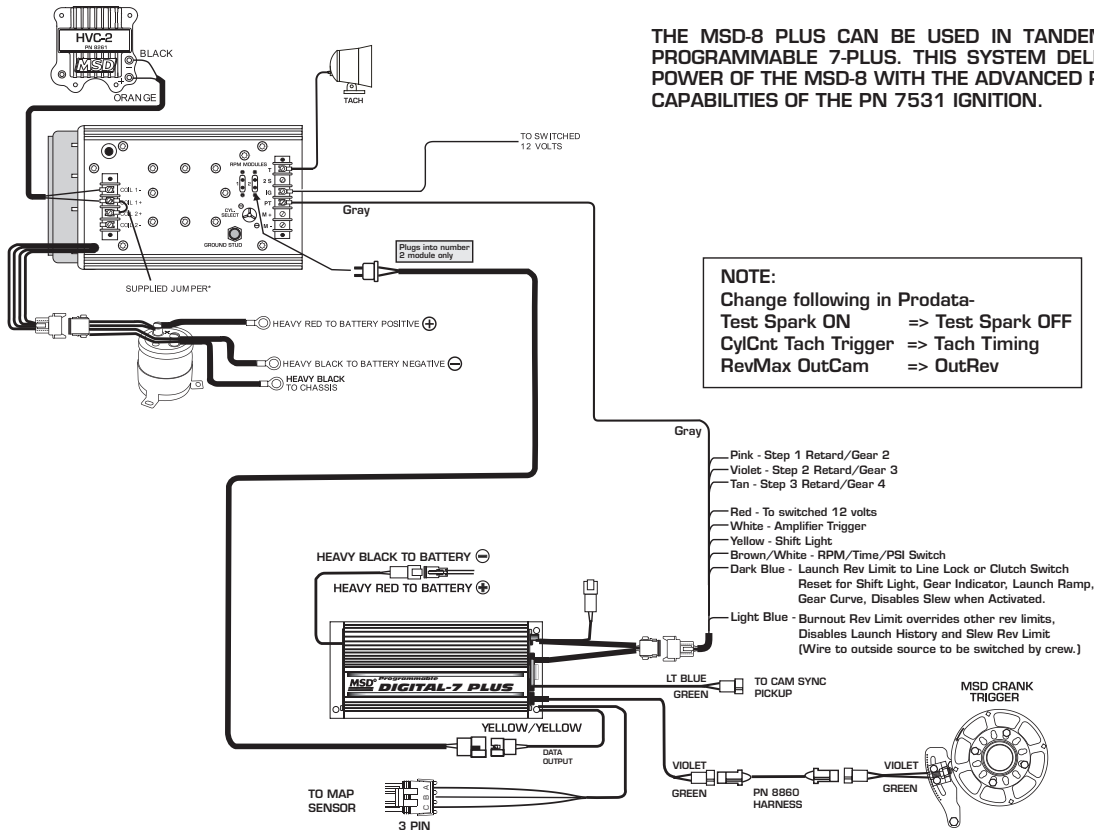 THE MSD-8 PLUS CAN BE USED IN TANDEM
PROGRAMMABLE 7-PLUS. THIS SYSTEM DEL
POWER OF THE MSD-8 WITH THE ADVANCED
CAPABILITIES OF THE PN 7531 IGNITION.
HVC-2
PN 8261
MSD
BLACK
-
+
ORANGE
TACH
TO SWITCHED
12 VOLTS
RPM MODULES
1
2
T
2 S
IG
PT
M +
M -
COIL 1-
COIL 1+
COIL 2+
COIL 2-
CYL.
SELECT
GROUND STUD
Gray
Plugs into number
2 module only
SUPPLIED JUMPER*
HEAVY RED TO BATTERY POSITIVE +
HEAVY BLACK TO BATTERY NEGATIVE -
HEAVY BLACK
TO CHASSIS
NOTE:
Change following in Prodata-
Test Spark ON => Test Spark OFF
CylCnt Tach Trigger => Tach Timing
RevMax OutCam => OutRev
Gray
Pink - Step 1 Retard/Gear 2
Violet - Step 2 Retard/Gear 3
Tan - Step 3 Retard/Gear 4
Red - To switched 12 volts
White - Amplifier Trigger
Yellow - Shift Light
Brown/White - RPM/Time/PSI Switch
Dark Blue - Launch Rev Limit to Line Lock or Clutch Switch
Reset for Shift Light, Gear Indicator, Launch Ramp,
Gear Curve, Disables Slew when Activated.
Light Blue - Burnout Rev Limit overrides other rev limits,
Disables Launch History and Slew Rev Limit
(Wire to outside source to be switched by crew.)
HEAVY BLACK TO BATTERY -
HEAVY RED TO BATTERY +
MSD® Programmable
DIGITAL-7 PLUS
LT BLUE
GREEN
TO CAM SYNC
PICKUP
YELLOW/YELLOW
DATA
OUTPUT
MSD CRANK
TRIGGER
VIOLET
GREEN
PN 8860
HARNESS
VIOLET
GREEN
TO MAP
SENSOR
A
B
C
3 PIN